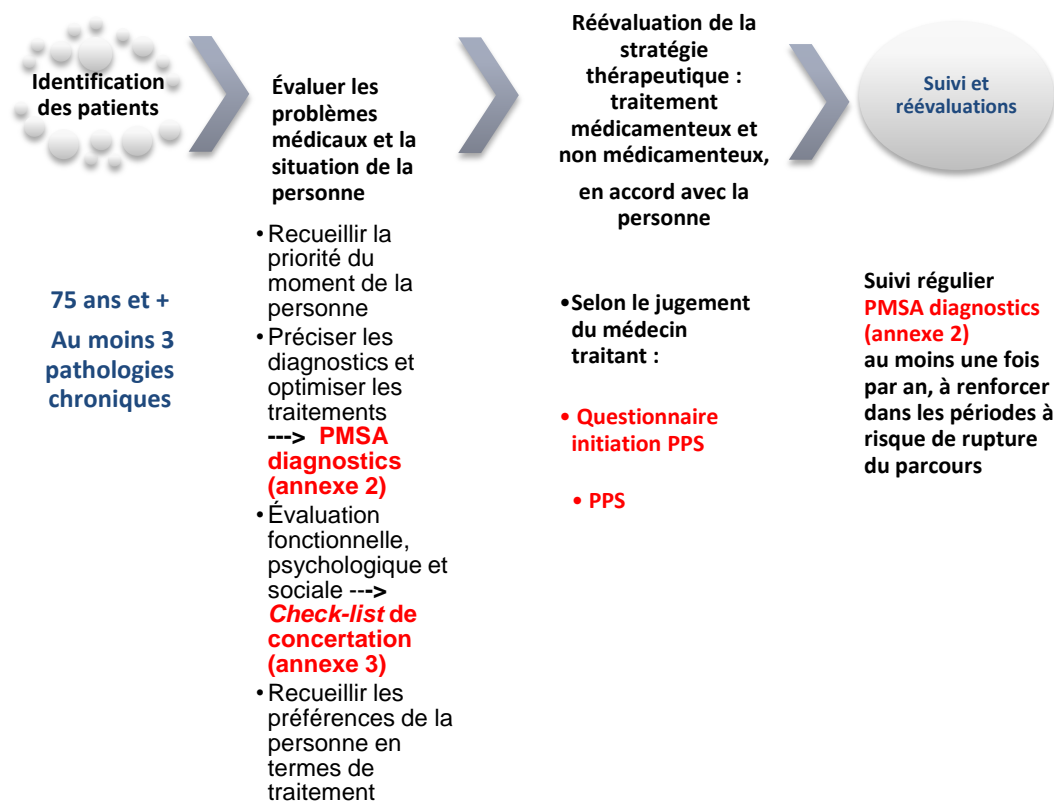 Identification
des patients
75 ans et +
Au moins 3
pathologies
chroniques
Évaluer les
problèmes
médicaux et la
situation de la
personne
• Recueillir la
priorité du
moment de la
personne
• Préciser les
diagnostics et
optimiser les
traitements
---> PMSA
diagnostics
(annexe 2)
• Évaluation
fonctionnelle,
psychologique et
sociale --->
Check-list de
concertation
(annexe 3)
• Recueillir les
préférences de la
personne en
termes de
traitement
Réévaluation de la
stratégie
thérapeutique :
traitement
médicamenteux et
non médicamenteux,
en accord avec la
personne
•Selon le jugement
du médecin
traitant :
• Questionnaire
initiation PPS
• PPS
Suivi et
réévaluations
Suivi régulier
PMSA diagnostics
(annexe 2)
au moins une fois
par an, à renforcer
dans les périodes à
risque de rupture
du parcours